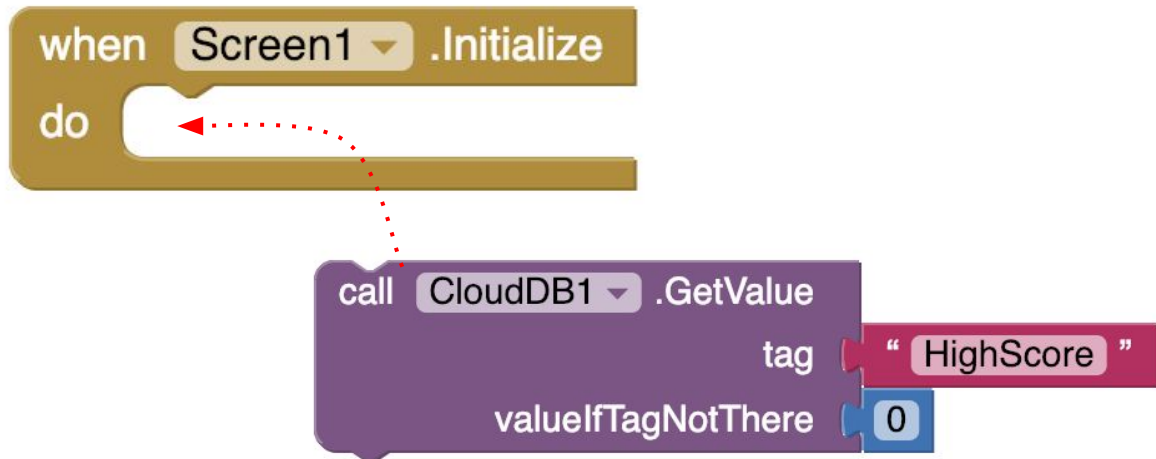 when Screen1 .Initialize
do
call CloudDB1 .GetValue
tag “ HighScore ”
valueIfTagNotThere 0